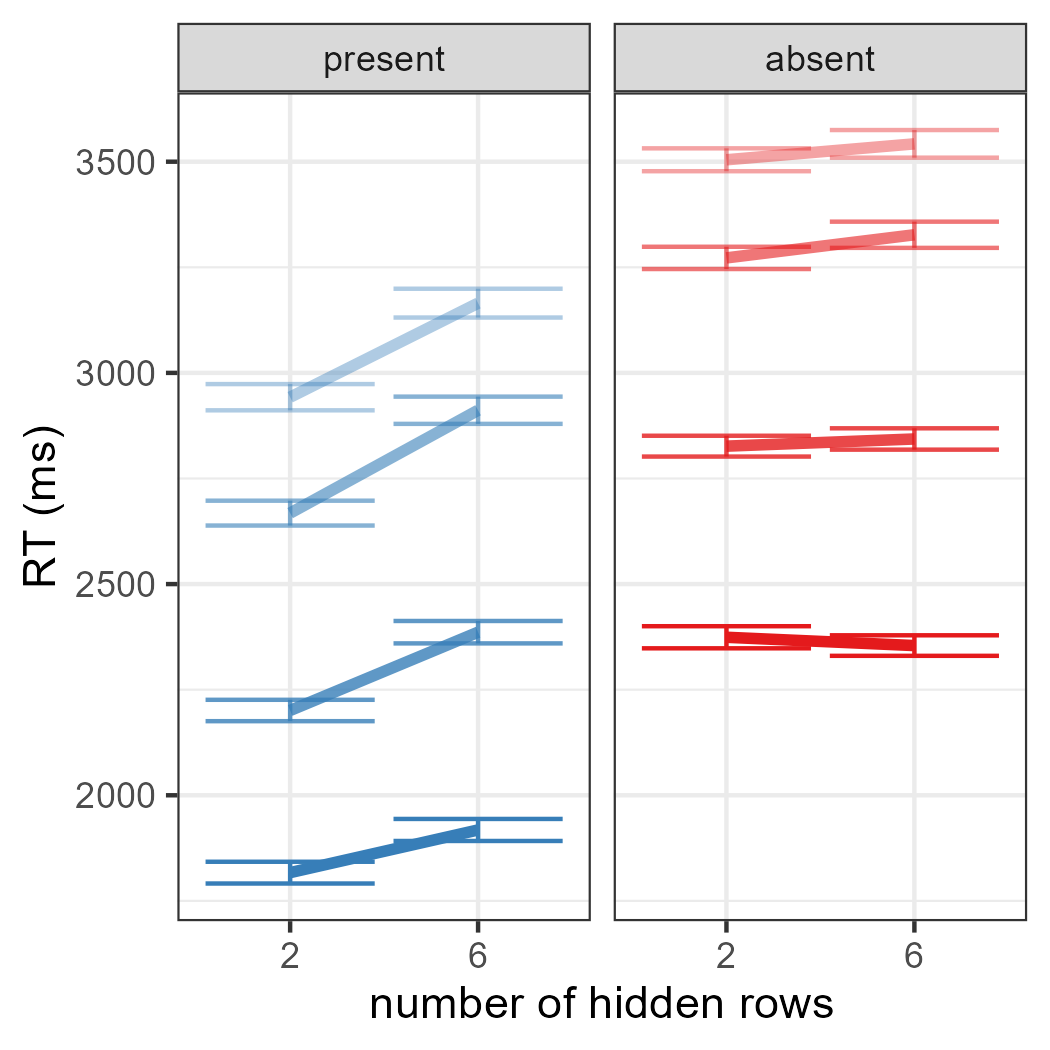 present absent
3500
3000
2500
2000
RT (ms)
2 6 2 6
number of hidden rows